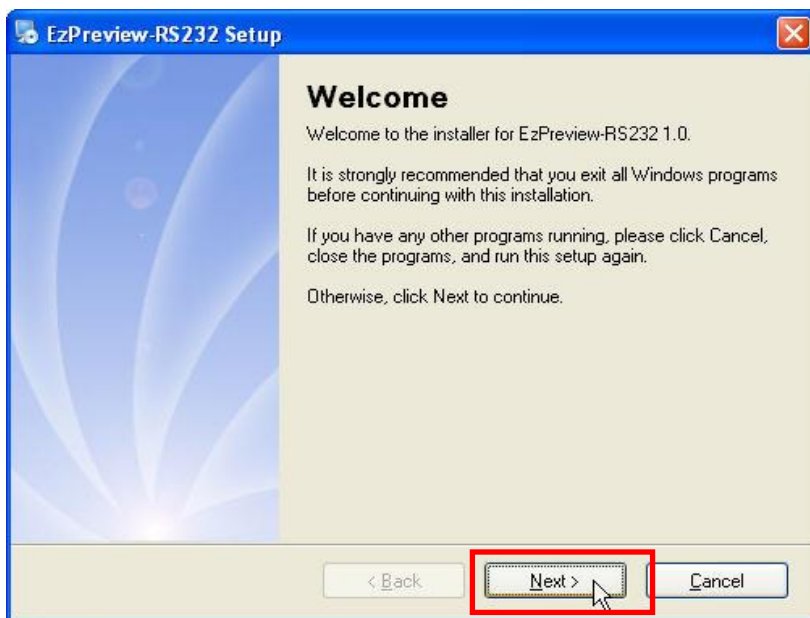 EzPreview-RS232 Setup
Welcome
Welcome to the installer for EzPreview-RS232 1.0.
It is strongly recommended that you exit all Windows programs
before continuing with this installation.
If you have any other programs running, please click Cancel,
close the programs, and run this setup again.
Otherwise, click Next to continue.
< Back Next > Cancel